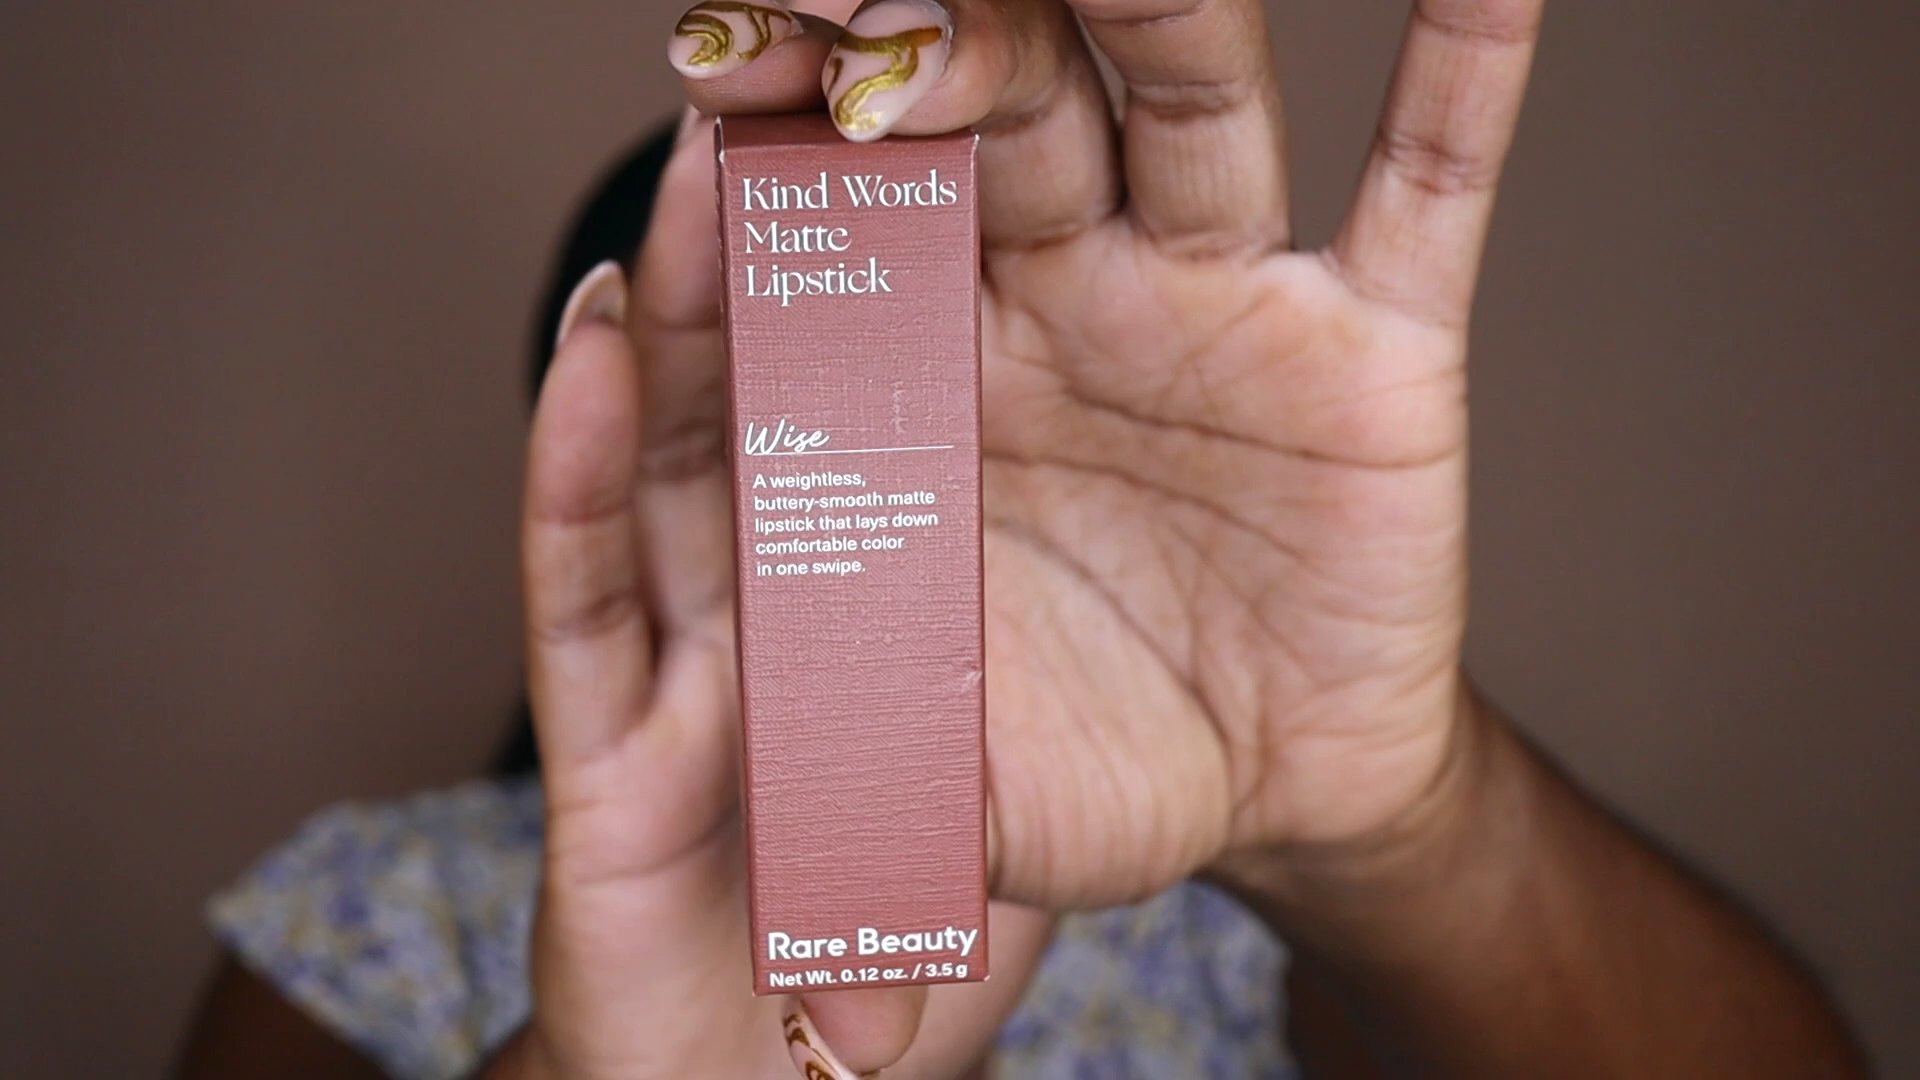 Kind Words
Matte
Lipstick
Wise
A weightless,
buttery-smooth matte
lipstick that lays down
comfortable color
in one swipe.
Rare Beauty
Net Wt. 0.12 oz. / 3.5 g